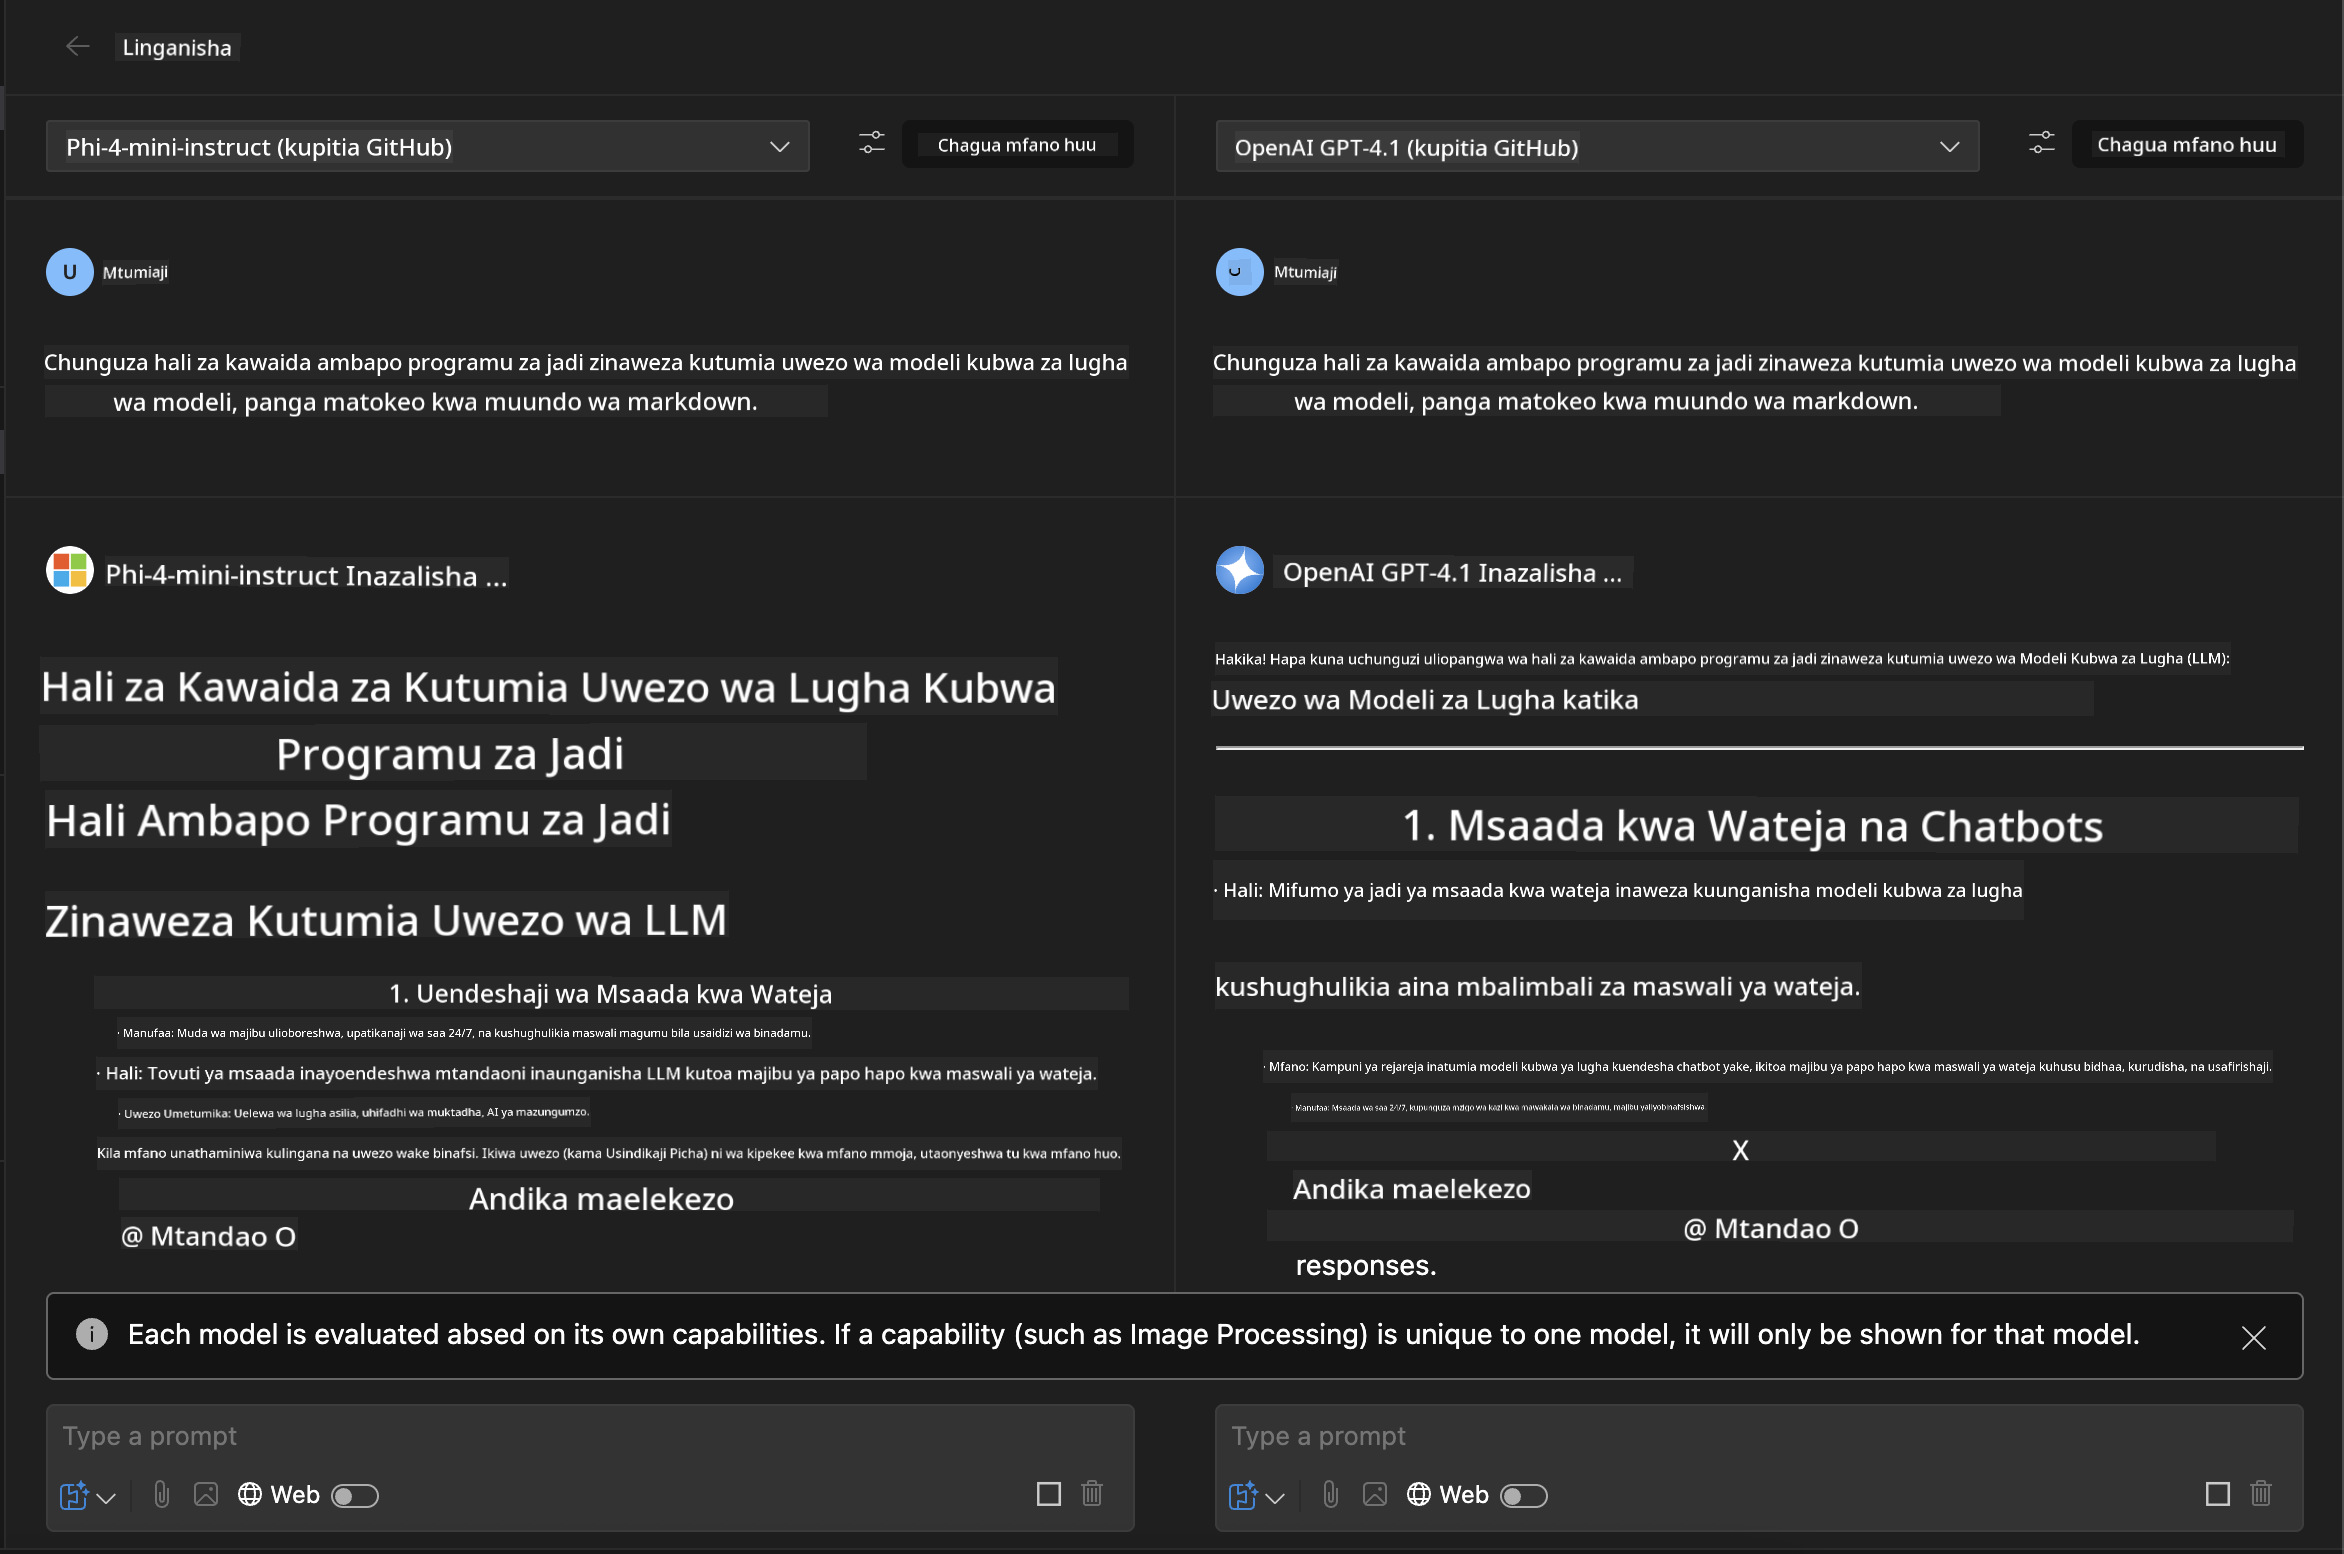 Linganisha
Phi-4-mini-instruct (kupitia GitHub)
Chagua mfano huu
OpenAI GPT-4.1 (kupitia GitHub)
Chagua mfano huu
U
Mtumiaji
Chunguza hali za kawaida ambapo programu za jadi zinaweza kutumia uwezo wa modeli kubwa za lugha
wa modeli, panga matokeo kwa muundo wa markdown.
Phi-4-mini-instruct Inazalisha ...
Hali za Kawaida za Kutumia Uwezo wa Lugha Kubwa
Programu za Jadi
Hali Ambapo Programu za Jadi
Zinaweza Kutumia Uwezo wa LLM
1. Uendeshaji wa Msaada kwa Wateja
· Manufaa: Muda wa majibu ulioboreshwa, upatikanaji wa saa 24/7, na kushughulikia maswali magumu bila usaidizi wa binadamu.
· Hali: Tovuti ya msaada inayoendeshwa mtandaoni inaunganisha LLM kutoa majibu ya papo hapo kwa maswali ya wateja.
· Uwezo Umetumika: Uelewa wa lugha asilia, uhifadhi wa muktadha, AI ya mazungumzo.
Kila mfano unathaminiwa kulingana na uwezo wake binafsi. Ikiwa uwezo (kama Usindikaji Picha) ni wa kipekee kwa mfano mmoja, utaonyeshwa tu kwa mfano huo.
Andika maelekezo
@ Mtandao O
Mtumiaji
Chunguza hali za kawaida ambapo programu za jadi zinaweza kutumia uwezo wa modeli kubwa za lugha
wa modeli, panga matokeo kwa muundo wa markdown.
OpenAI GPT-4.1 Inazalisha ...
Hakika! Hapa kuna uchunguzi uliopangwa wa hali za kawaida ambapo programu za jadi zinaweza kutumia uwezo wa Modeli Kubwa za Lugha (LLM):
Uwezo wa Modeli za Lugha katika
1. Msaada kwa Wateja na Chatbots
· Hali: Mifumo ya jadi ya msaada kwa wateja inaweza kuunganisha modeli kubwa za lugha
kushughulikia aina mbalimbali za maswali ya wateja.
· Mfano: Kampuni ya rejareja inatumia modeli kubwa ya lugha kuendesha chatbot yake, ikitoa majibu ya papo hapo kwa maswali ya wateja kuhusu bidhaa, kurudisha, na usafirishaji.
· Manufaa: Msaada wa saa 24/7, kupunguza mzigo wa kazi kwa mawakala wa binadamu, majibu yaliyobinafsishwa
X
Andika maelekezo
@ Mtandao O
responses.
Each model is evaluated absed on its own capabilities. If a capability (such as Image Processing) is unique to one model, it will only be shown for that model.
Type a prompt
Web
Type a prompt
Web